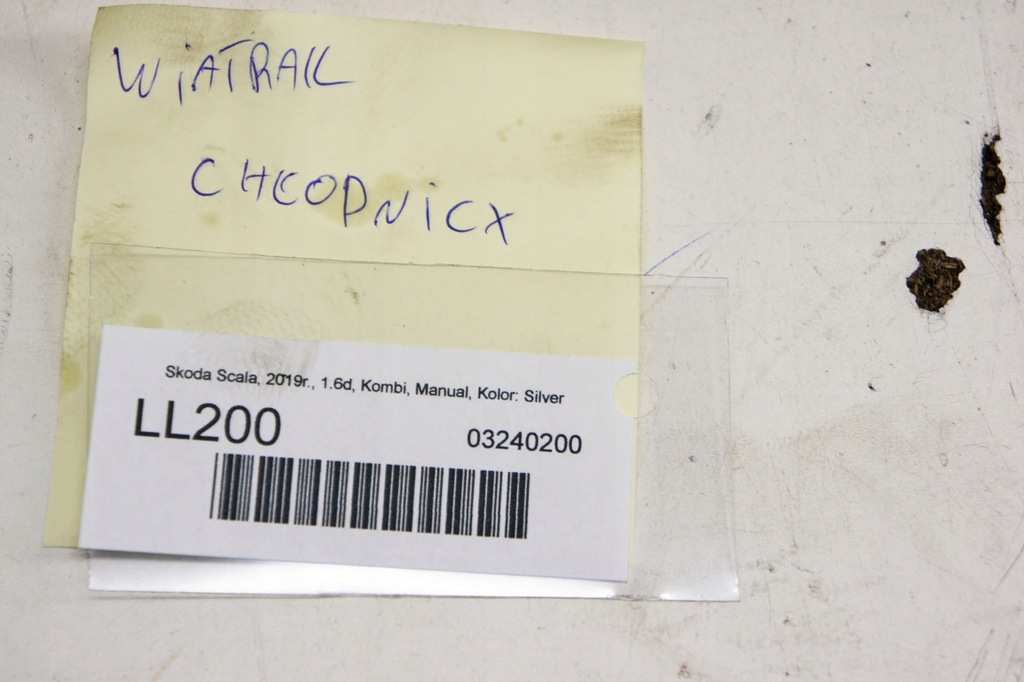 WIATRAK
CHŁODNICY
Skoda Scala, 2019r., 1.6d, Kombi, Manual, Kolor: Silver
LL200
03240200